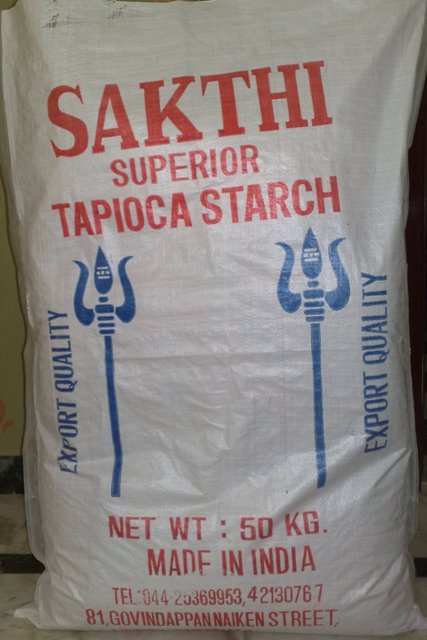 SAKTHI
SUPERIOR
TAPIOCA STARCH
EXPORT QUALITY
EXPORT QUALITY
NET WT : 50 KG.
MADE IN INDIA
TEL:044-25369953, 42130767
81,GOVINDAPPAN NAIKEN STREET,